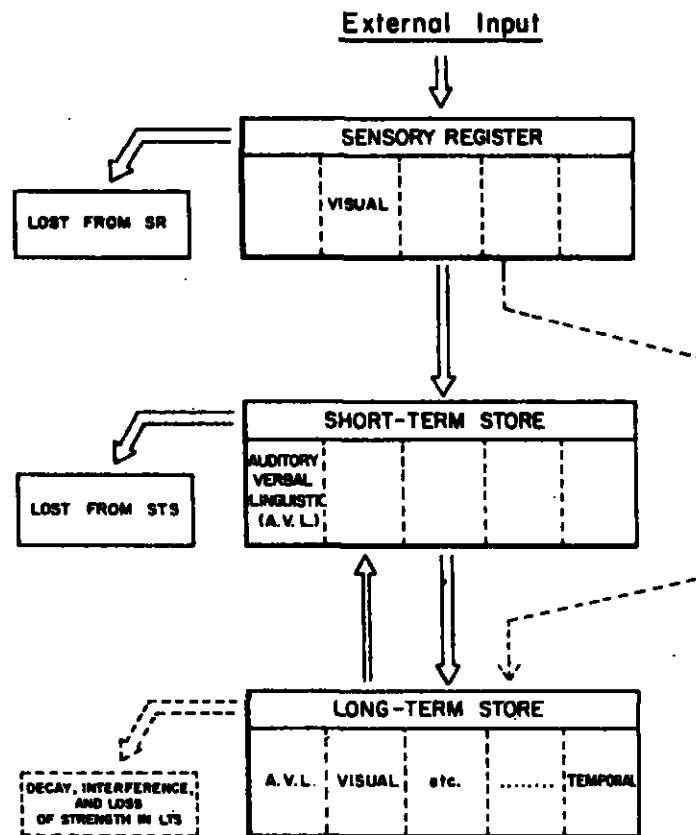 External Input
SENSORY REGISTER
VISUAL
LOST FROM SR
SHORT-TERM STORE
AUDITORY
VERBAL
LINGUISTIC
(A.V.L.)
LOST FROM STS
LONG-TERM STORE
A.V.L.
VISUAL
etc.
........
TEMPORAL
DECAY, INTERFERENCE,
AND LOSS
OF STRENGTH IN LTS